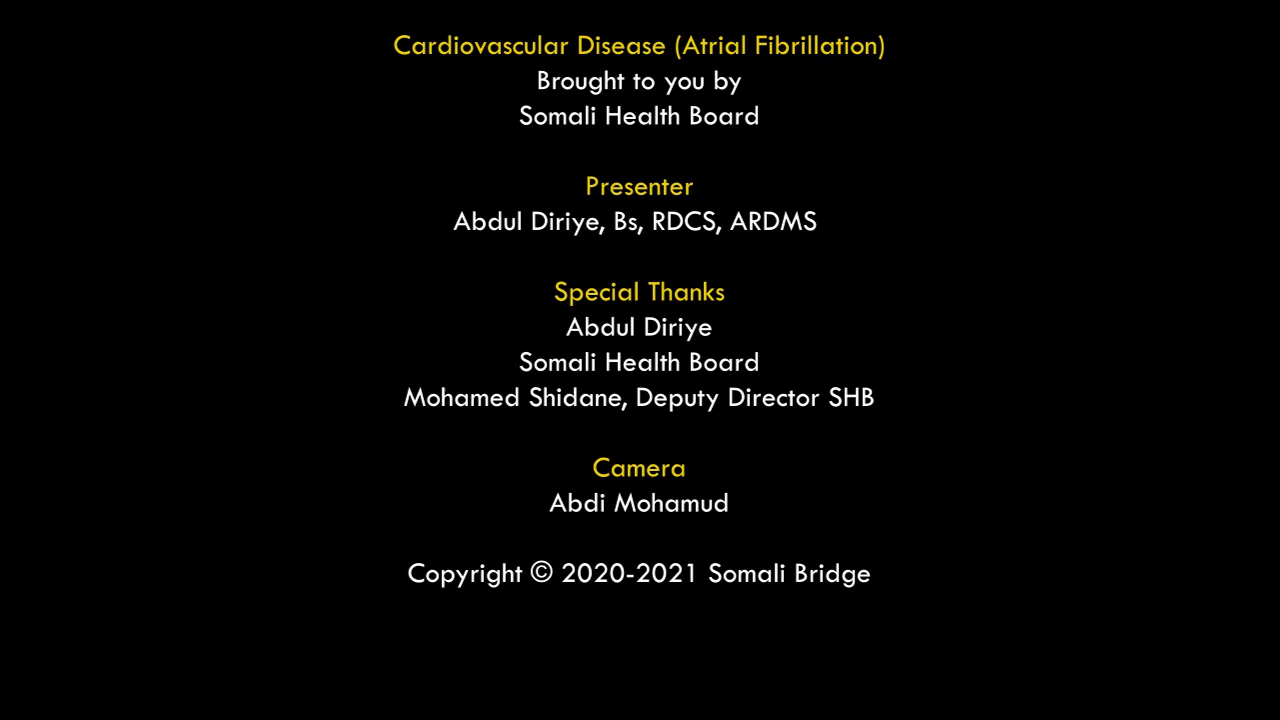 Cardiovascular Disease (Atrial Fibrillation)
Brought to you by
Somali Health Board
Presenter
Abdul Diriye, Bs, RDCS, ARDMS
Special Thanks
Abdul Diriye
Somali Health Board
Mohamed Shidane, Deputy Director SHB
Camera
Abdi Mohamud
Copyright © 2020-2021 Somali Bridge